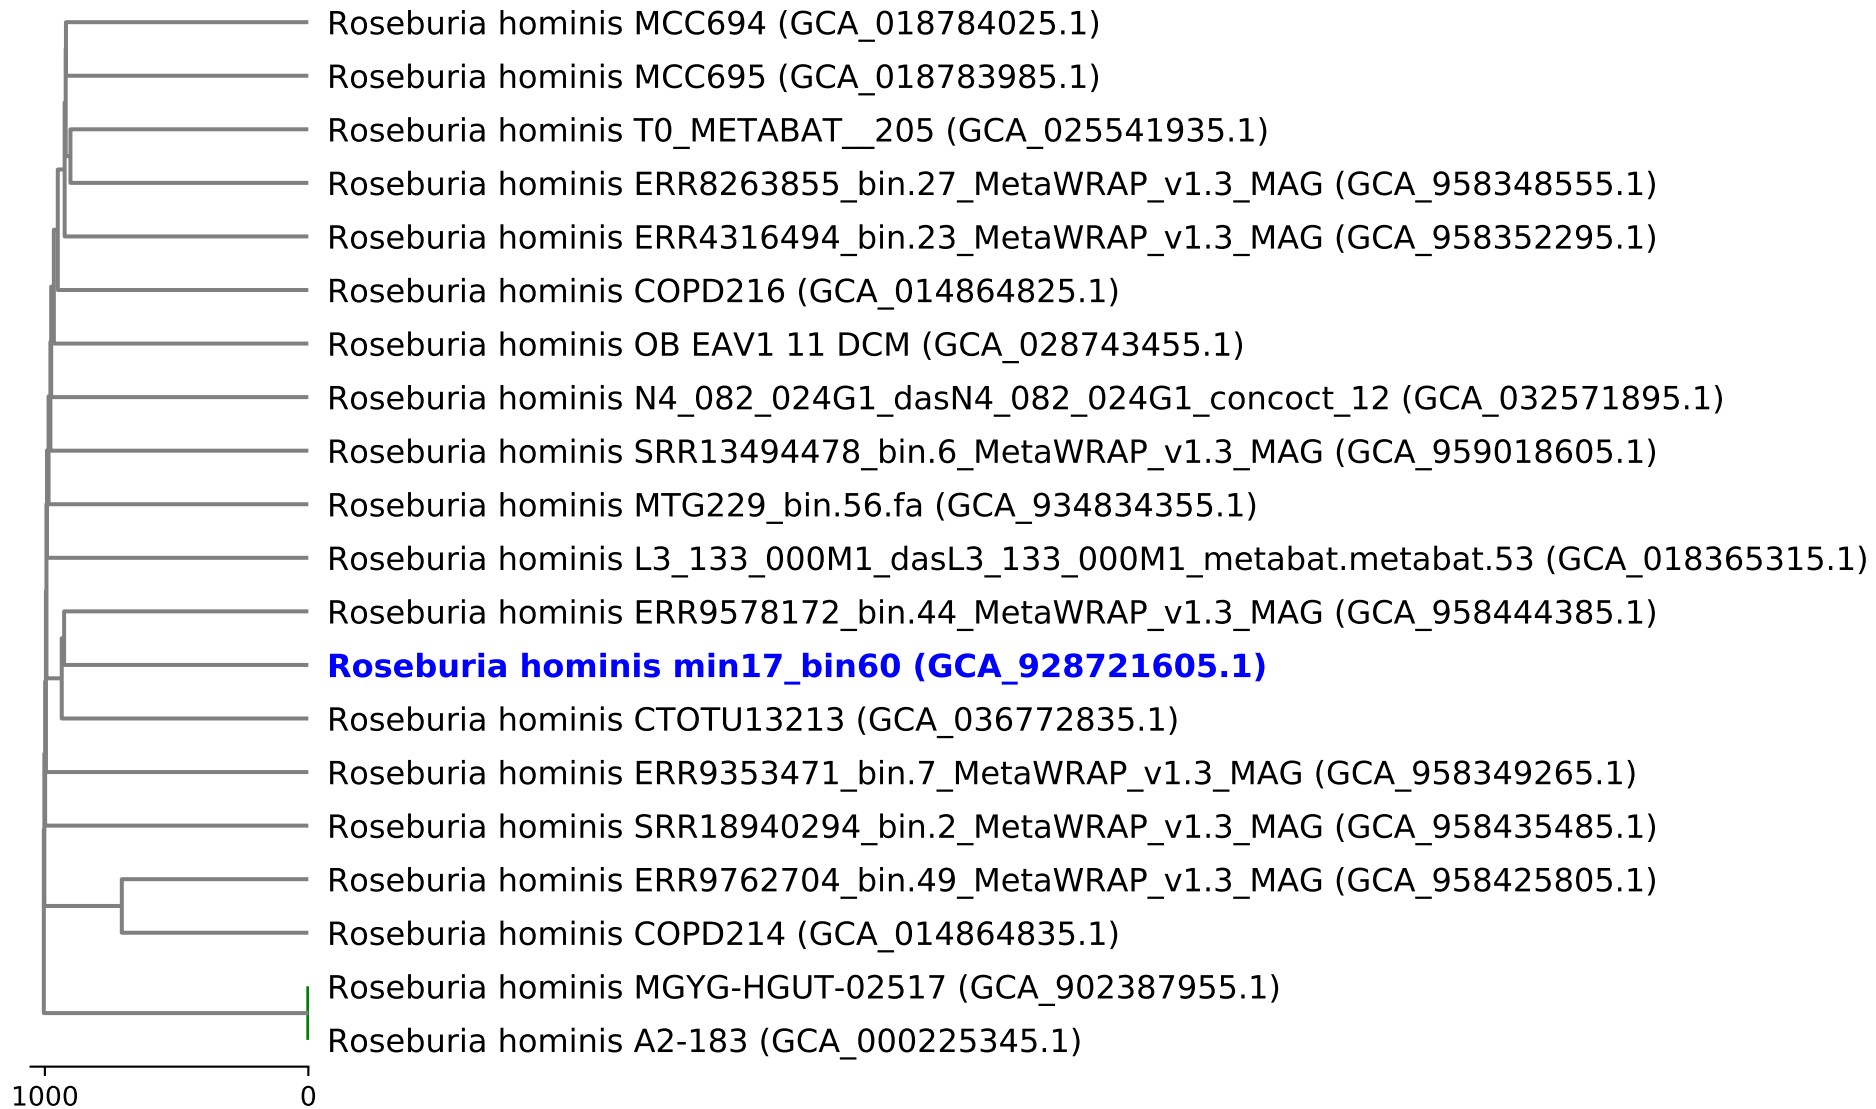 Roseburia hominis MCC694 (GCA_018784025.1)
Roseburia hominis MCC695 (GCA_018783985.1)
Roseburia hominis T0_METABAT__205 (GCA_025541935.1)
Roseburia hominis ERR8263855_bin.27_MetaWRAP_v1.3_MAG (GCA_958348555.1)
Roseburia hominis ERR4316494_bin.23_MetaWRAP_v1.3_MAG (GCA_958352295.1)
Roseburia hominis COPD216 (GCA_014864825.1)
Roseburia hominis OB EAV1 11 DCM (GCA_028743455.1)
Roseburia hominis N4_082_024G1_dasN4_082_024G1_concoct_12 (GCA_032571895.1)
Roseburia hominis SRR13494478_bin.6_MetaWRAP_v1.3_MAG (GCA_959018605.1)
Roseburia hominis MTG229_bin.56.fa (GCA_934834355.1)
Roseburia hominis L3_133_000M1_dasL3_133_000M1_metabat.metabat.53 (GCA_018365315.1)
Roseburia hominis ERR9578172_bin.44_MetaWRAP_v1.3_MAG (GCA_958444385.1)
Roseburia hominis min17_bin60 (GCA_928721605.1)
Roseburia hominis CTOTU13213 (GCA_036772835.1)
Roseburia hominis ERR9353471_bin.7_MetaWRAP_v1.3_MAG (GCA_958349265.1)
Roseburia hominis SRR18940294_bin.2_MetaWRAP_v1.3_MAG (GCA_958435485.1)
Roseburia hominis ERR9762704_bin.49_MetaWRAP_v1.3_MAG (GCA_958425805.1)
Roseburia hominis COPD214 (GCA_014864835.1)
Roseburia hominis MGYG-HGUT-02517 (GCA_902387955.1)
Roseburia hominis A2-183 (GCA_000225345.1)
1000 0